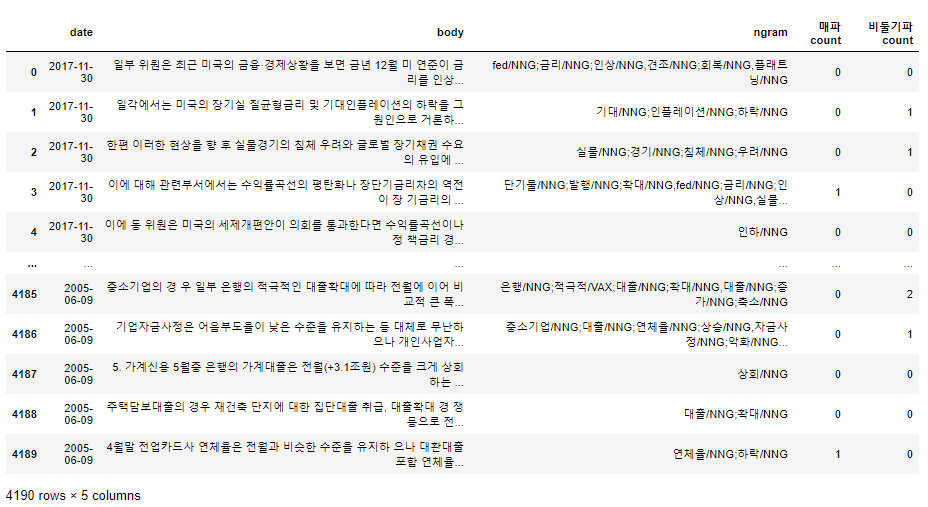 date body ngram 매파 count 비둘기파 count
0 2017-11-30 일부 위원은 최근 미국의 금융·경제상황을 보면 금년 12월 미 연준이 금리를 인상... fed/NNG;금리/NNG;인상/NNG,견조/NNG;회복/NNG,플래트닝/NNG 0 0
1 2017-11-30 일각에서는 미국의 장기실 질균형금리 및 기대인플레이션의 하락을 그 원인으로 거론하... 기대/NNG;인플레이션/NNG;하락/NNG 0 1
2 2017-11-30 한편 이러한 현상을 향 후 실물경기의 침체 우려와 글로벌 장기채권 수요의 유입에 ... 실물/NNG;경기/NNG;침체/NNG;우려/NNG 0 1
3 2017-11-30 이에 대해 관련부서에서는 수익률곡선의 평탄화나 장단기금리차의 역전이 장 기금리의 ... 단기물/NNG;발행/NNG;확대/NNG,fed/NNG;금리/NNG;인상/NNG,실물... 1 0
4 2017-11-30 이에 동 위원은 미국의 세제개편안이 의회를 통과한다면 수익률곡선이나 정 책금리 경... 인하/NNG 0 0
... ... ... ... ... ...
4185 2005-06-09 중소기업의 경 우 일부 은행의 적극적인 대출확대에 따라 전월에 이어 비교적 큰 폭... 은행/NNG;적극적/VAX;대출/NNG;확대/NNG,대출/NNG;증가/NNG;축소/NNG 0 2
4186 2005-06-09 기업자금사정은 어음부도율이 낮은 수준을 유지하는 등 대체로 무난하 으나 개인사업자... 중소기업/NNG;대출/NNG;연체율/NNG;상승/NNG,자금사정/NNG;악화/NNG... 0 1
4187 2005-06-09 5. 가계신용 5월중 은행의 가계대출은 전월(+3.1조원) 수준을 크게 상회하는 ... 상회/NNG 0 0
4188 2005-06-09 주택담보대출의 경우 재건축 단지에 대한 집단대출 취급, 대출확대 경 쟁 등으로 전... 대출/NNG;확대/NNG 0 0
4189 2005-06-09 4월말 전업카드사 연체율은 전월과 비슷한 수준을 유지하 으나 대환대출 포함 연체율... 연체율/NNG;하락/NNG 1 0
4190 rows × 5 columns